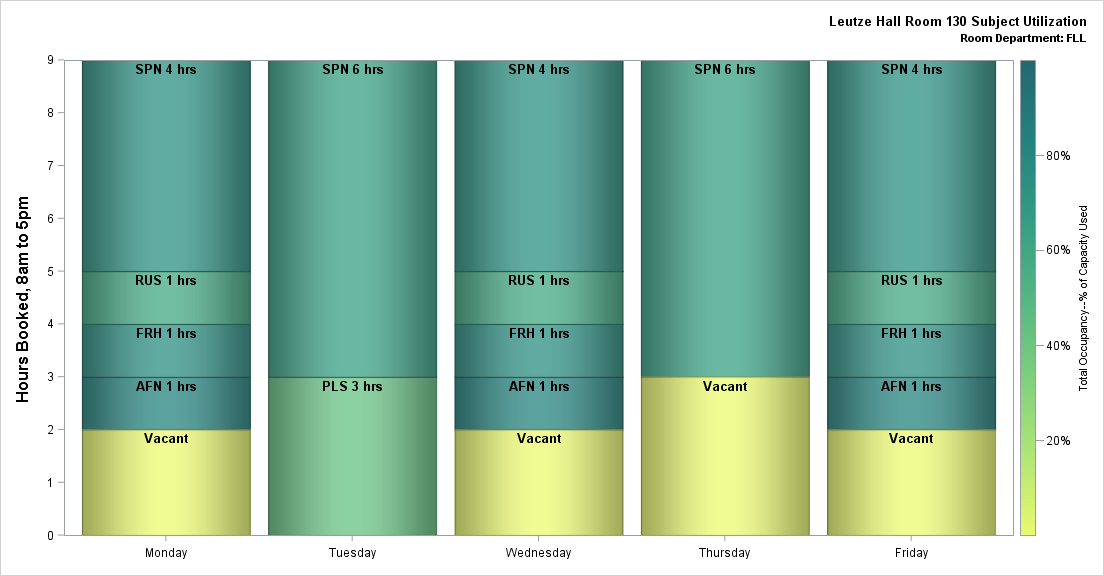 Leutze Hall Room 130 Subject Utilization
Room Department: FLL
Hours Booked, 8am to 5pm
9
8
7
6
5
4
3
2
1
0
SPN 4 hrs
RUS 1 hrs
FRH 1 hrs
AFN 1 hrs
Vacant
SPN 6 hrs
PLS 3 hrs
SPN 4 hrs
RUS 1 hrs
FRH 1 hrs
AFN 1 hrs
Vacant
SPN 6 hrs
Vacant
SPN 4 hrs
RUS 1 hrs
FRH 1 hrs
AFN 1 hrs
Vacant
Monday
Tuesday
Wednesday
Thursday
Friday
80%
60%
40%
20%
Total Occupancy--% of Capacity Used